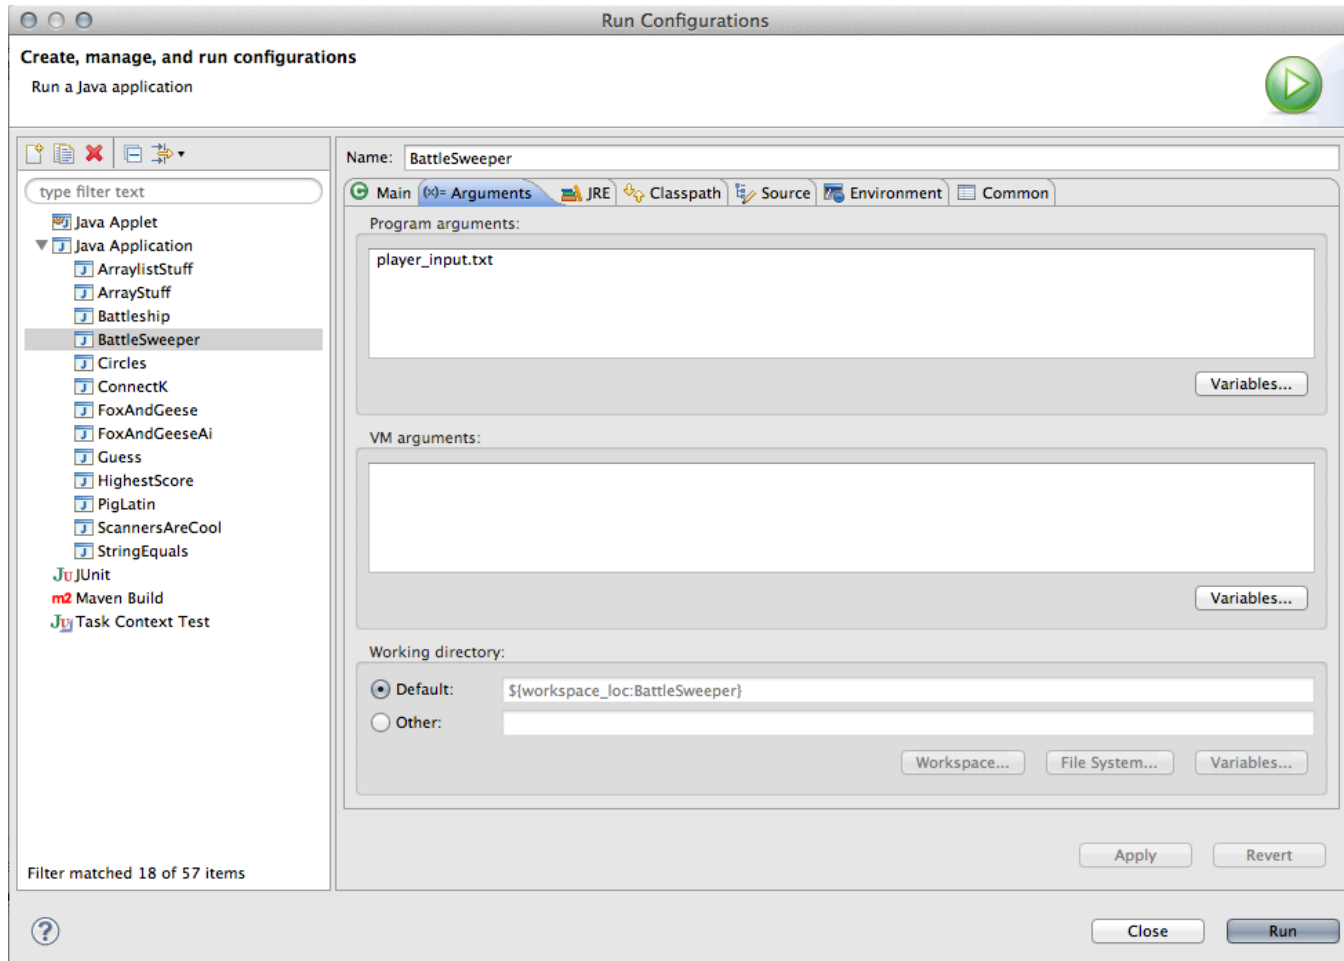 Run Configurations
Create, manage, and run configurations
Run a Java application
type filter text
Java Applet
Java Application
ArraylistStuff
ArrayStuff
Battleship
BattleSweeper
Circles
ConnectK
FoxAndGeese
FoxAndGeeseAi
Guess
HighestScore
PigLatin
ScannersAreCool
StringEquals
Ju JUnit
m2 Maven Build
Ju Task Context Test
Filter matched 18 of 57 items
Name: BattleSweeper
Main (x)= Arguments JRE Classpath Source Environment Common
Program arguments:
player_input.txt
Variables...
VM arguments:
Variables...
Working directory:
Default: ${workspace_loc:BattleSweeper}
Other:
Workspace... File System... Variables...
Apply Revert
? Close Run